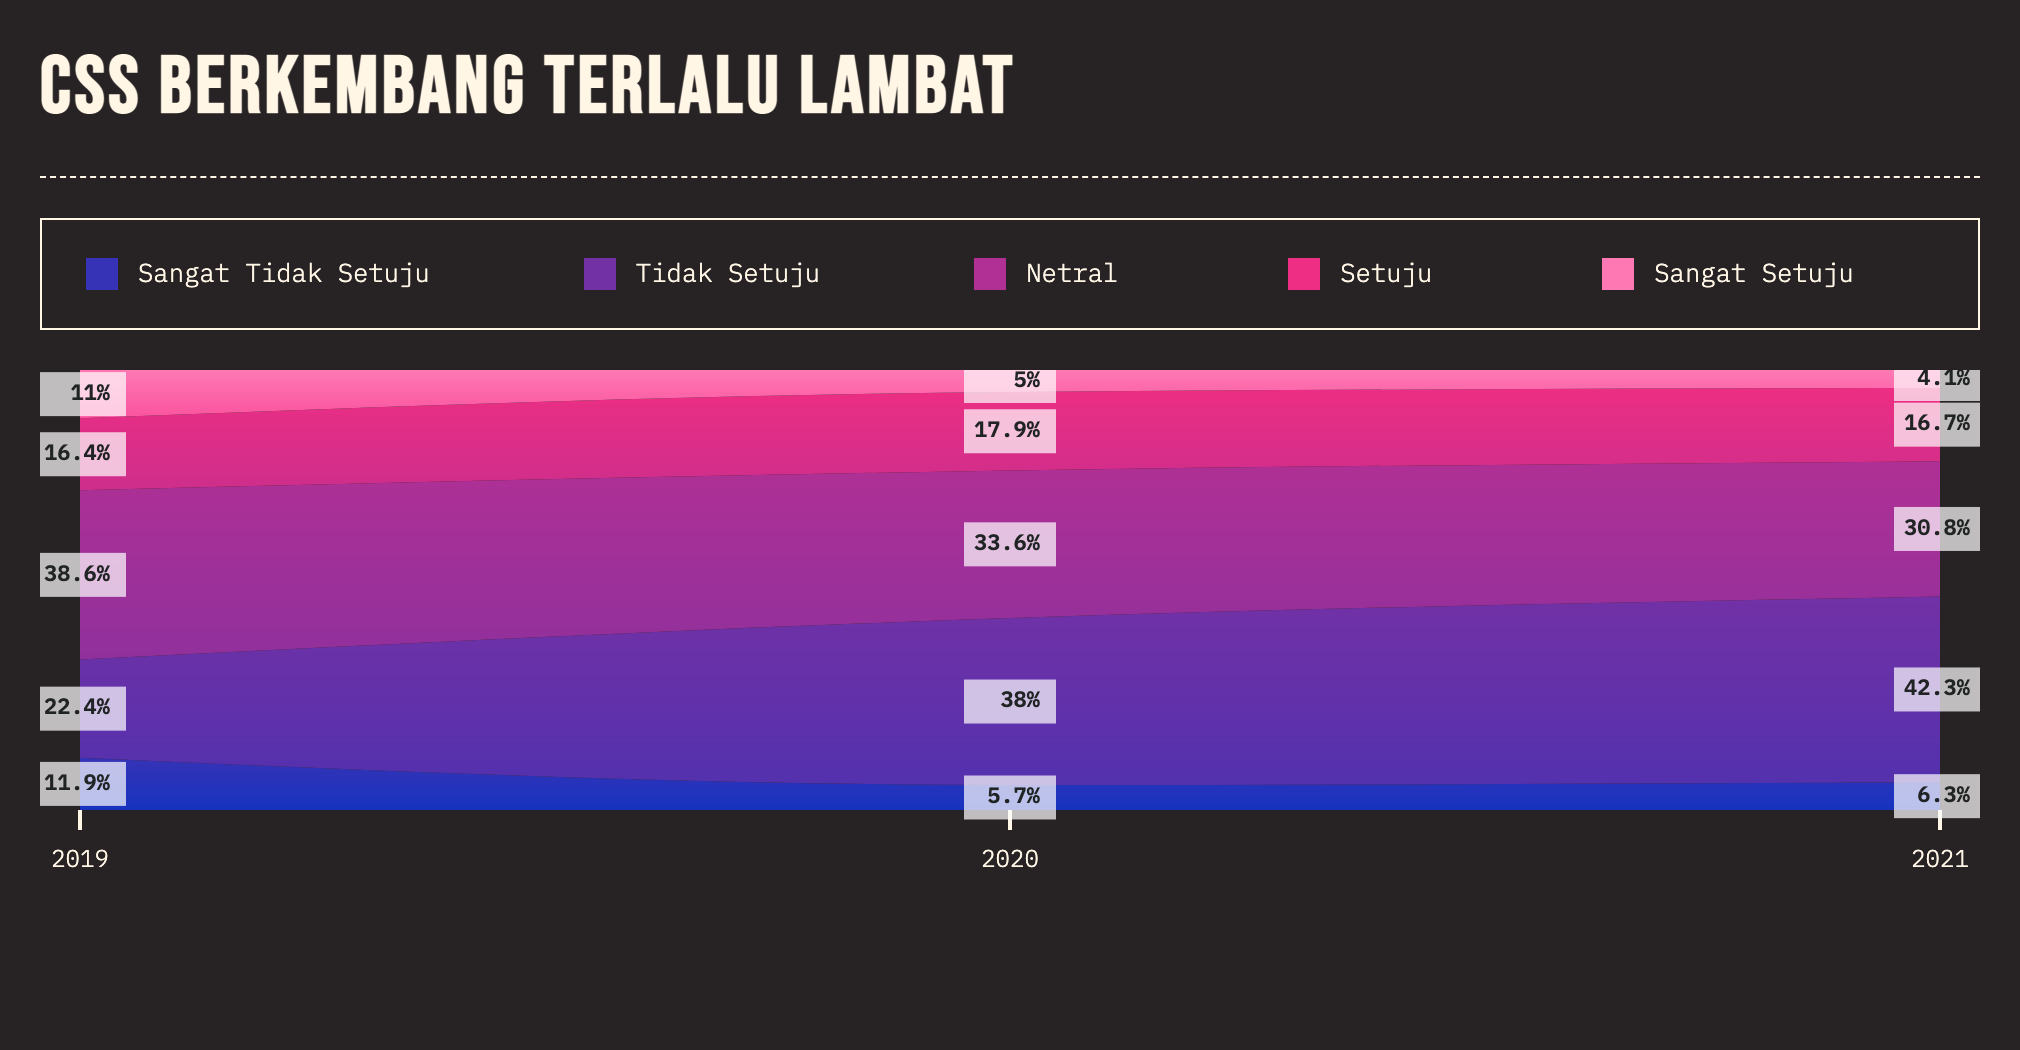 CSS BERKEMBANG TERLALU LAMBAT
Sangat Tidak Setuju Tidak Setuju Netral Setuju Sangat Setuju
11% 5% 4.1%
16.4% 17.9% 16.7%
38.6% 33.6% 30.8%
22.4% 38% 42.3%
11.9% 5.7% 6.3%
2019 2020 2021